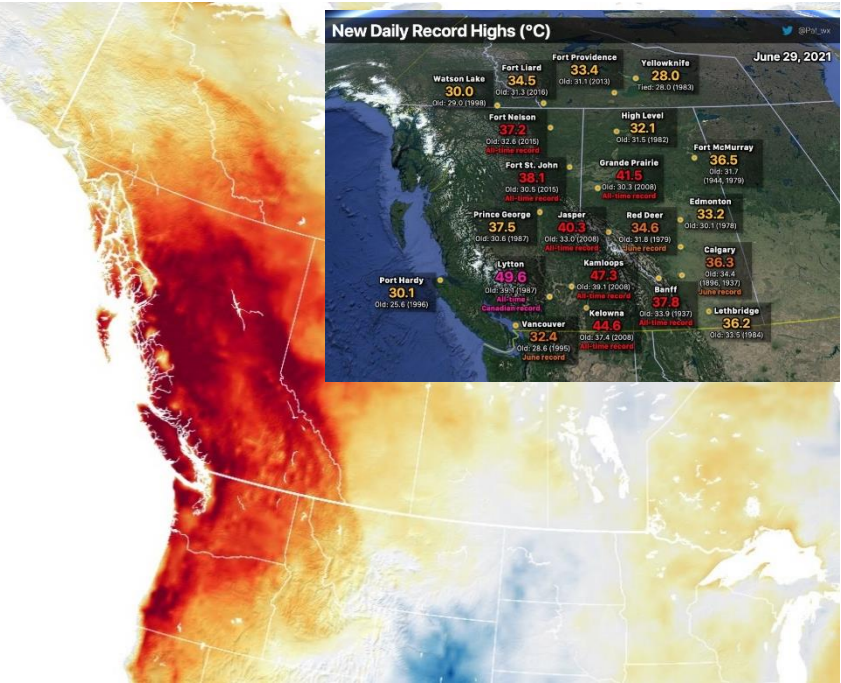 New Daily Record Highs (°C)
@Pat_wx
June 29, 2021
Fort Providence
33.4
Old: 31.1 (2013)
Yellowknife
28.0
Tied: 28.0 (1983)
Fort Liard
34.5
Old: 31.3 (2016)
Watson Lake
30.0
Old: 29.0 (1998)
Fort Nelson
37.2
Old: 32.6 (2015)
All-time record
High Level
32.1
Old: 31.5 (1982)
Fort McMurray
36.5
Old: 31.7
(1944, 1979)
Fort St. John
38.1
Old: 30.5 (2015)
All-time record
Grande Prairie
41.5
Old: 30.3 (2008)
All-time record
Edmonton
33.2
Old: 30.1 (1978)
Prince George
37.5
Old: 30.6 (1987)
Jasper
40.3
Old: 33.0 (2008)
All-time record
Red Deer
34.6
Old: 31.8 (1979)
June record
Calgary
36.3
Old: 34.4
(1896, 1937)
June record
Lytton
49.6
Old: 39.1 (1987)
All-time
Canadian record
Kamloops
47.3
Old: 39.1 (2008)
All-time record
Port Hardy
30.1
Old: 25.6 (1996)
Banff
37.8
Old: 33.9 (1937)
All-time record
Lethbridge
36.2
Old: 33.5 (1984)
Vancouver
32.4
Old: 28.6 (1995)
June record
Kelowna
44.6
Old: 37.4 (2008)
All-time record